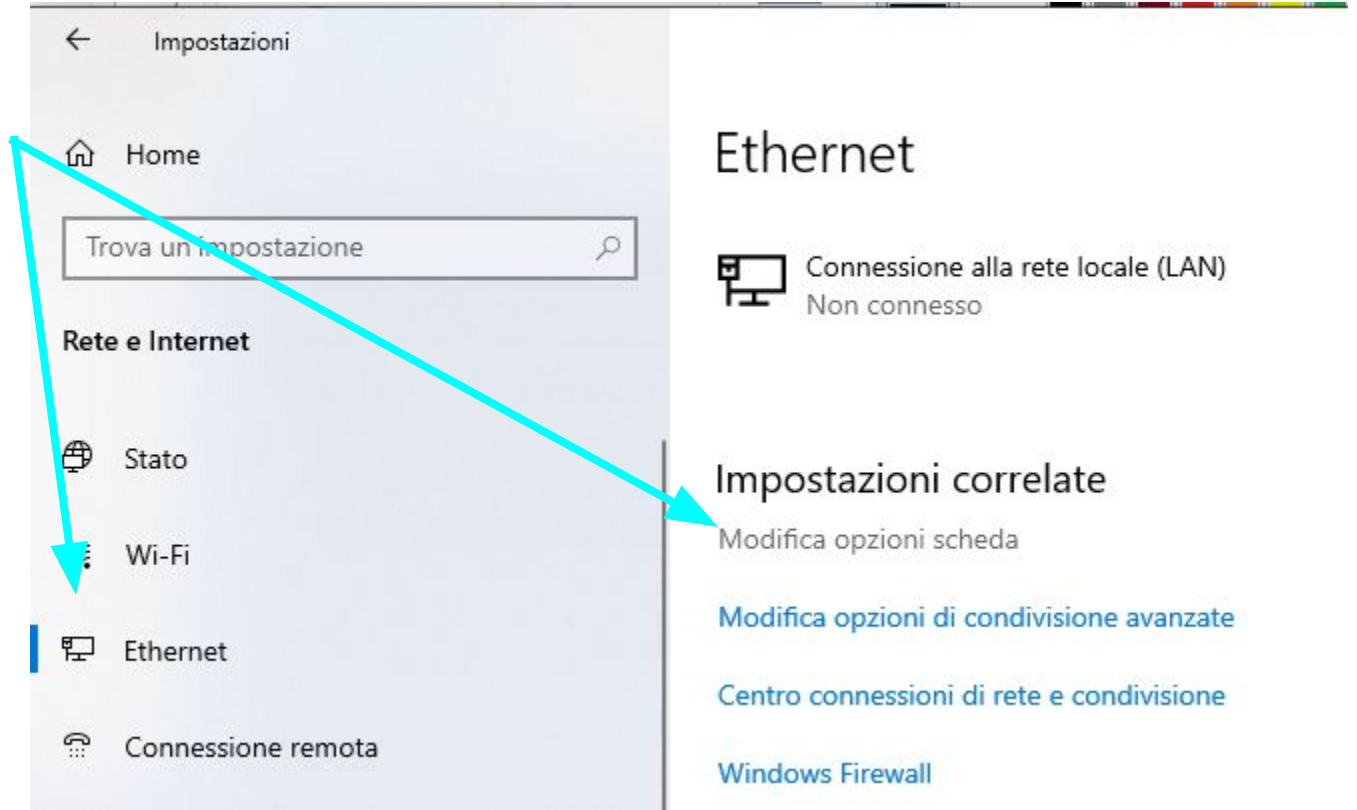 Impostazioni
Home
Trova un'impostazione
Rete e Internet
Stato
Wi-Fi
Ethernet
Connessione remota
Ethernet
Connessione alla rete locale (LAN)
Non connesso
Impostazioni correlate
Modifica opzioni scheda
Modifica opzioni di condivisione avanzate
Centro connessioni di rete e condivisione
Windows Firewall